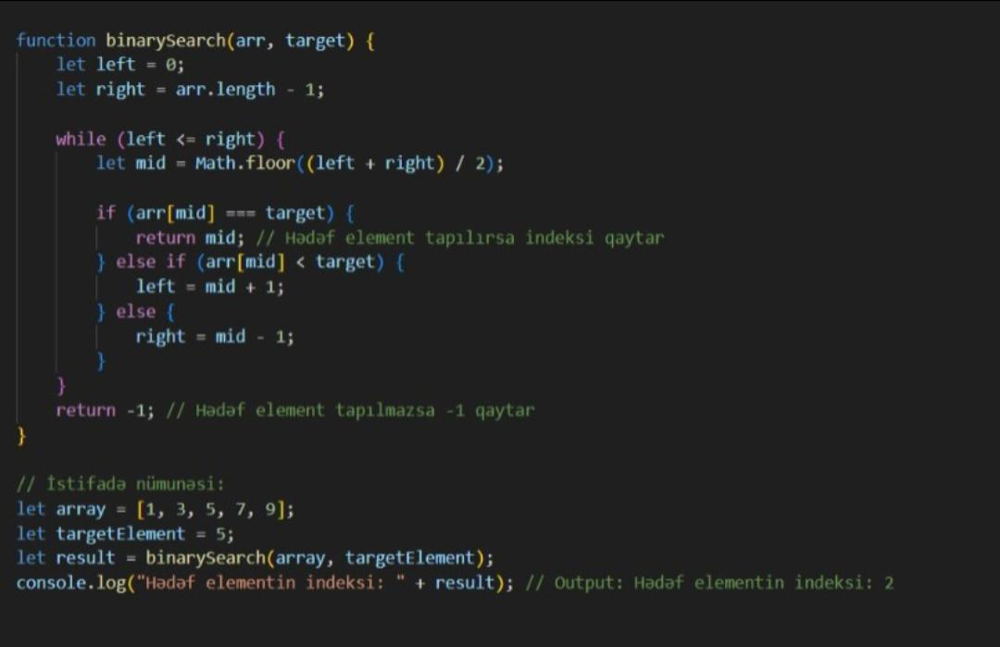 function binarySearch(arr, target) {
    let left = 0;
    let right = arr.length - 1;

    while (left <= right) {
        let mid = Math.floor((left + right) / 2);

        if (arr[mid] === target) {
            return mid; // Hədəf element tapılırsa indeksi qaytar
        } else if (arr[mid] < target) {
            left = mid + 1;
        } else {
            right = mid - 1;
        }
    }
    return -1; // Hədəf element tapılmazsa -1 qaytar
}

// İstifadə nümunəsi:
let array = [1, 3, 5, 7, 9];
let targetElement = 5;
let result = binarySearch(array, targetElement);
console.log("Hədəf elementin indeksi: " + result); // Output: Hədəf elementin indeksi: 2